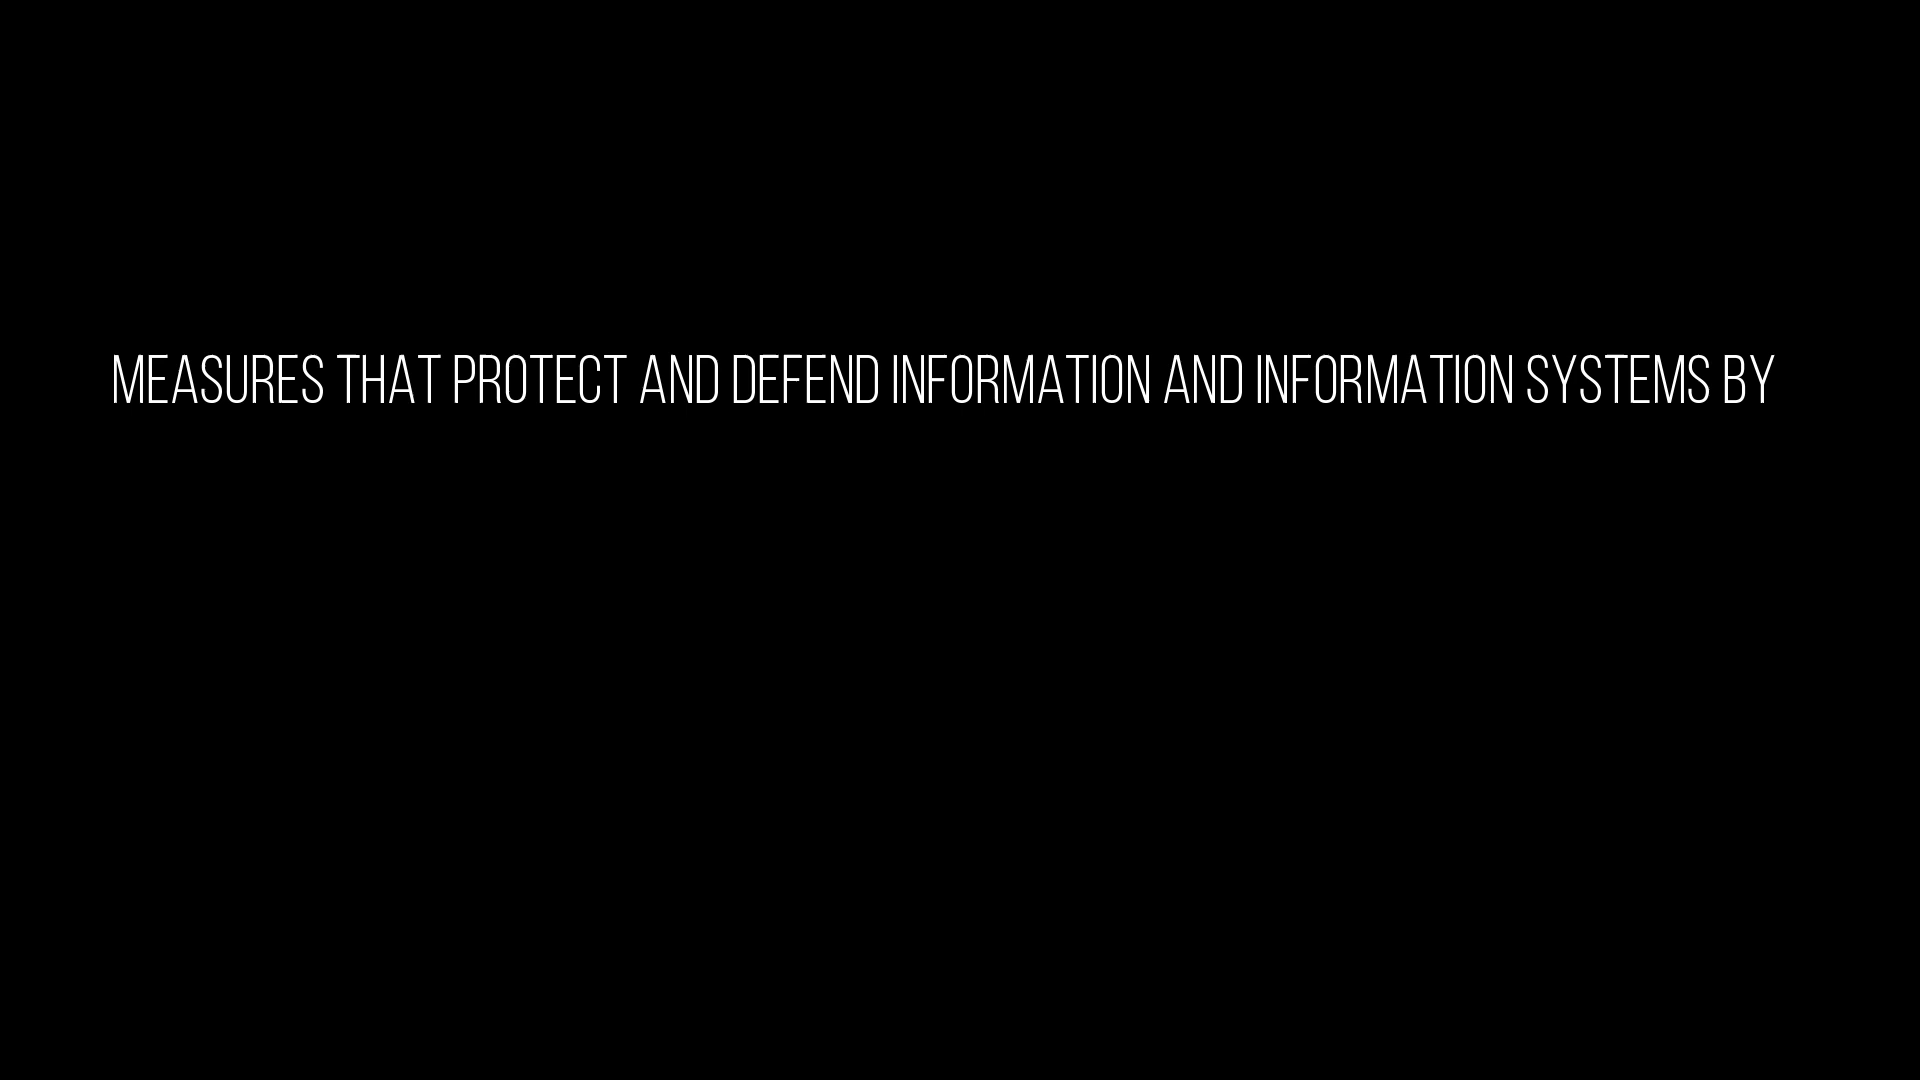 MEASURES THAT PROTECT AND DEFEND INFORMATION AND INFORMATION SYSTEMS BY